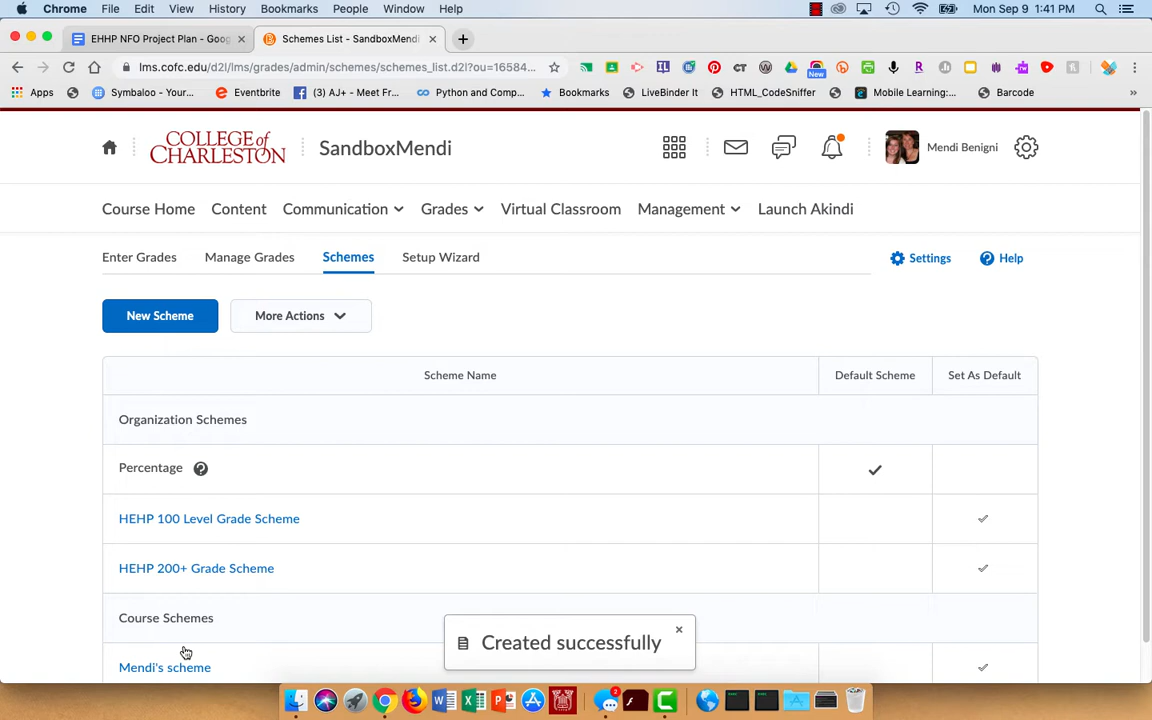 Chrome File Edit View History Bookmarks People Window Help Mon Sep 9 1:41 PM
EHHP NFO Project Plan - Goog Schemes List - SandboxMendi
lms.cofc.edu/d2l/lms/grades/admin/schemes/schemes_list.d2l?ou=16584... New
Apps Symbaloo - Your... Eventbrite (3) AJ+ - Meet Fr... Python and Comp... Bookmarks LiveBinder It HTML_CodeSniffer Mobile Learning:... Barcode
COLLEGE of CHARLESTON SandboxMendi Mendi Benigni
Course Home Content Communication Grades Virtual Classroom Management Launch Akindi
Enter Grades Manage Grades Schemes Setup Wizard Settings Help
New Scheme More Actions
Scheme Name Default Scheme Set As Default
Organization Schemes
Percentage
HEHP 100 Level Grade Scheme
HEHP 200+ Grade Scheme
Course Schemes
Created successfully
Mendi's scheme